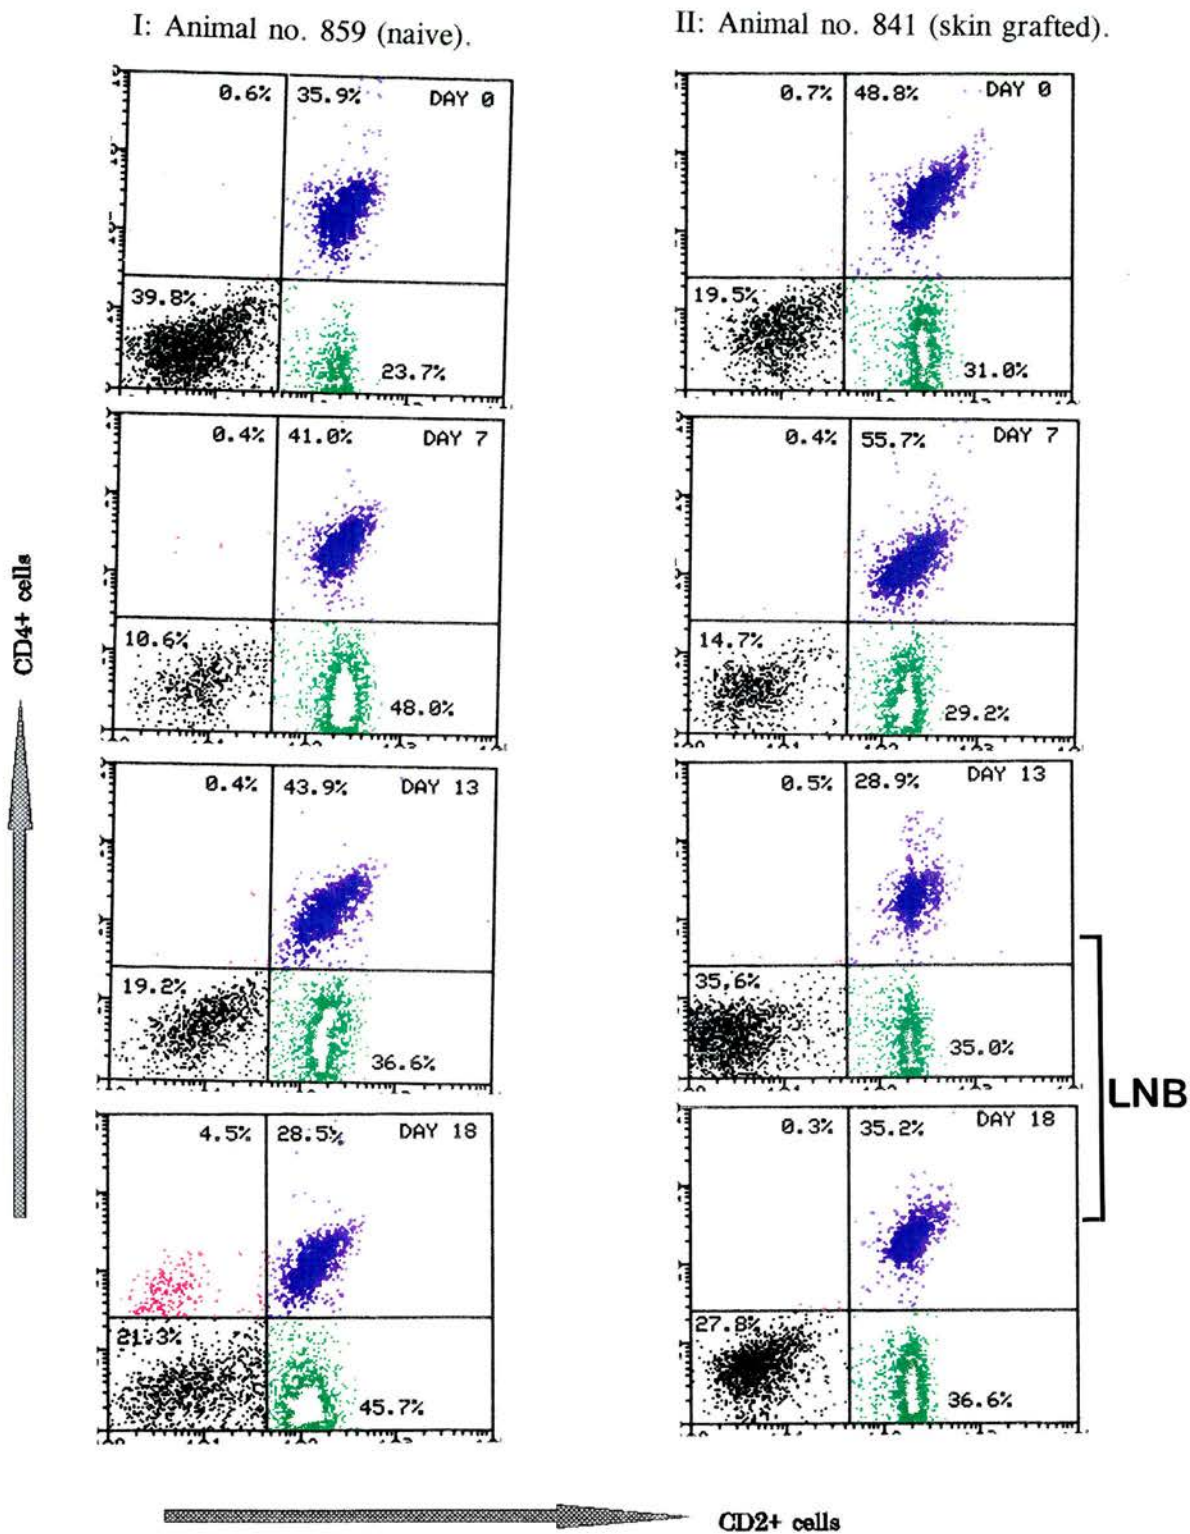 I: Animal no. 859 (naive).
II: Animal no. 841 (skin grafted).
0.6% 35.9% DAY 0
39.8%
23.7%
0.7% 48.8% DAY 0
19.5%
31.0%
0.4% 41.0% DAY 7
10.6%
48.0%
0.4% 55.7% DAY 7
14.7%
29.2%
0.4% 43.9% DAY 13
19.2%
36.6%
0.5% 28.9% DAY 13
35.6%
35.0%
4.5% 28.5% DAY 18
21.3%
45.7%
0.3% 35.2% DAY 18
27.8%
36.6%
LNB
CD4+ cells
CD2+ cells